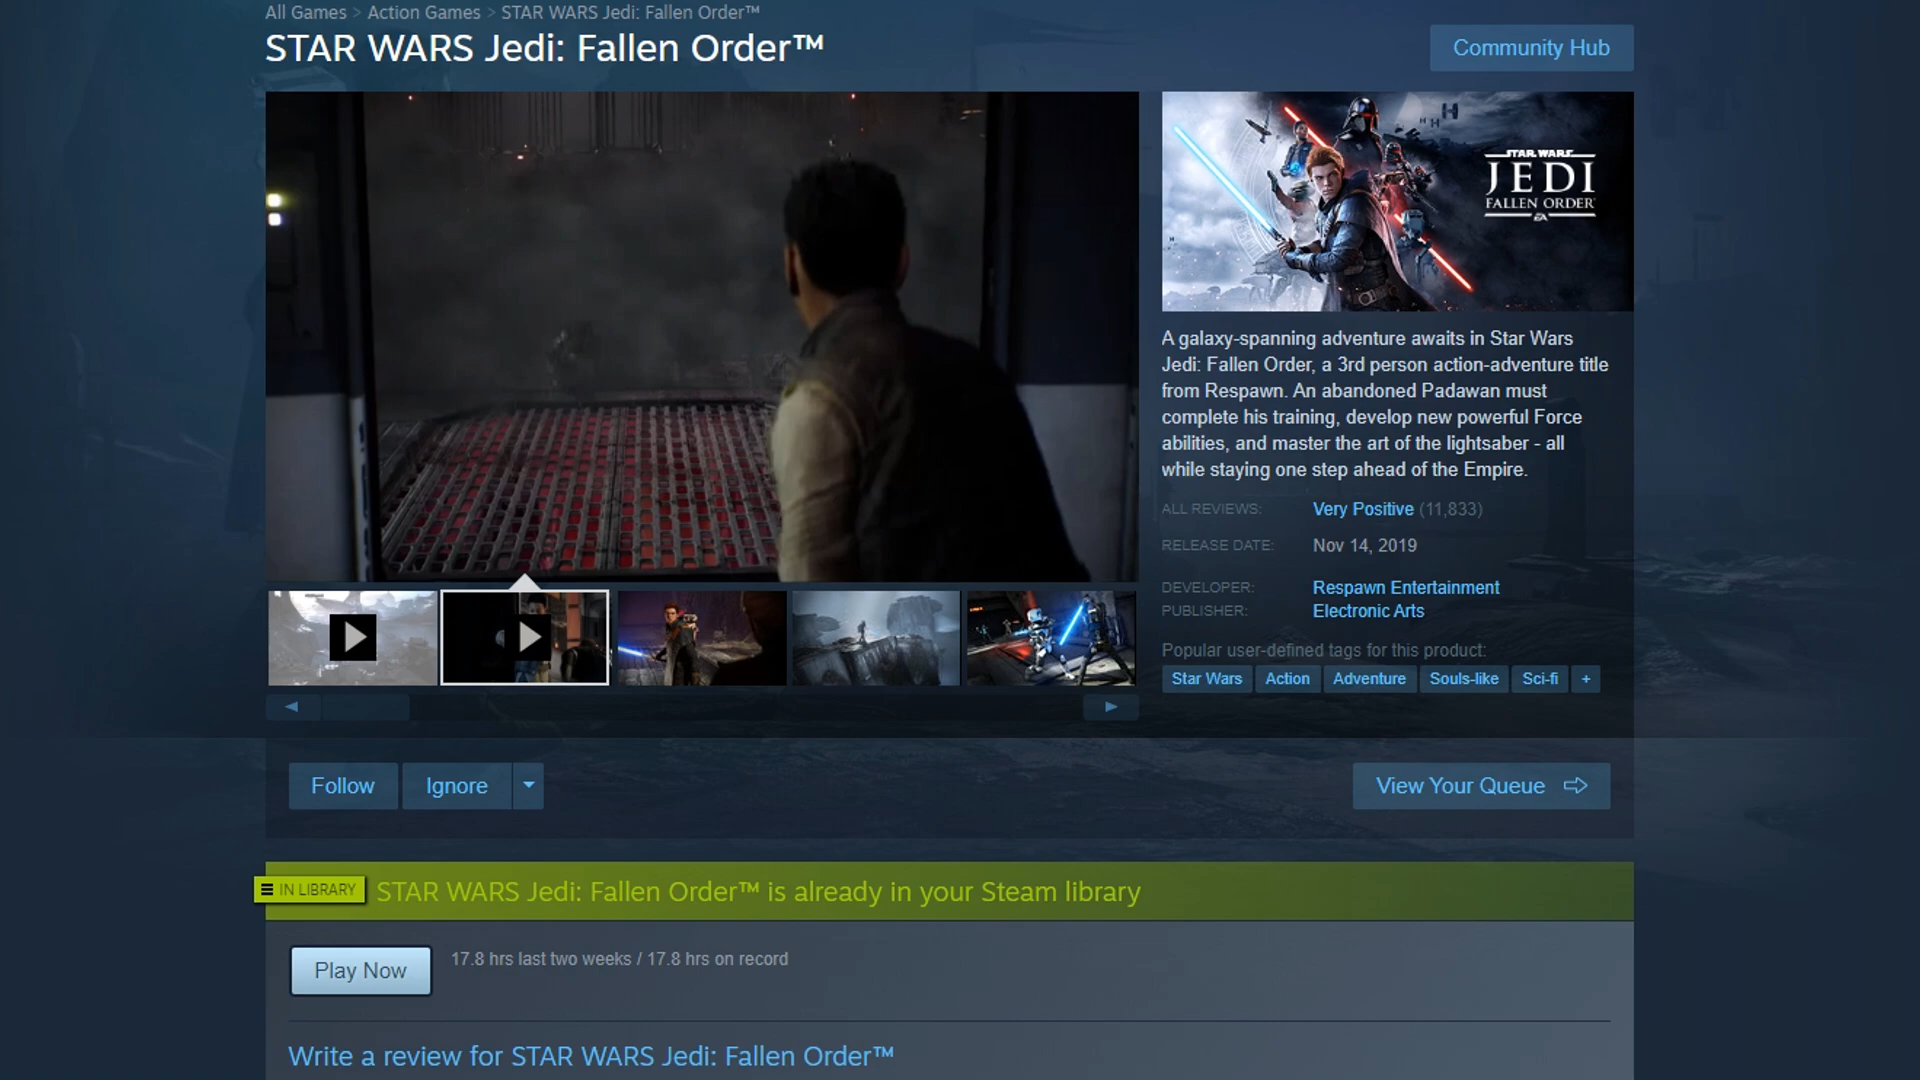 All Games > Action Games > STAR WARS Jedi: Fallen Order™
STAR WARS Jedi: Fallen Order™
Community Hub
STAR WARS
JEDI
FALLEN ORDER
EA
A galaxy-spanning adventure awaits in Star Wars
Jedi: Fallen Order, a 3rd person action-adventure title
from Respawn. An abandoned Padawan must
complete his training, develop new powerful Force
abilities, and master the art of the lightsaber - all
while staying one step ahead of the Empire.
ALL REVIEWS: Very Positive (11,833)
RELEASE DATE: Nov 14, 2019
DEVELOPER: Respawn Entertainment
PUBLISHER: Electronic Arts
Popular user-defined tags for this product:
Star Wars Action Adventure Souls-like Sci-fi +
Follow Ignore View Your Queue
IN LIBRARY STAR WARS Jedi: Fallen Order™ is already in your Steam library
Play Now 17.8 hrs last two weeks / 17.8 hrs on record
Write a review for STAR WARS Jedi: Fallen Order™